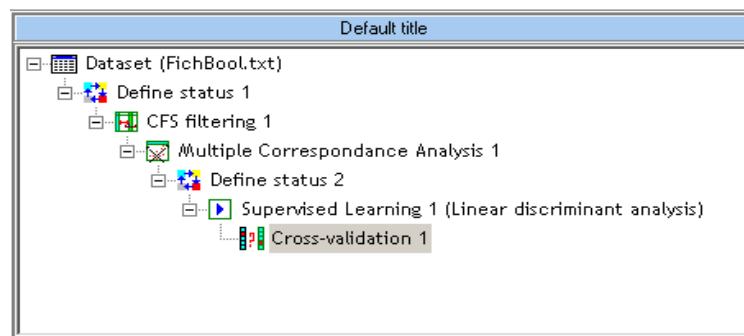 Default title
Dataset (FichBool.txt)
Define status 1
CFS filtering 1
Multiple Correspondance Analysis 1
Define status 2
Supervised Learning 1 (Linear discriminant analysis)
Cross-validation 1